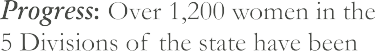 Progress: Over 1,200 women in the
5 Divisions of the state have been